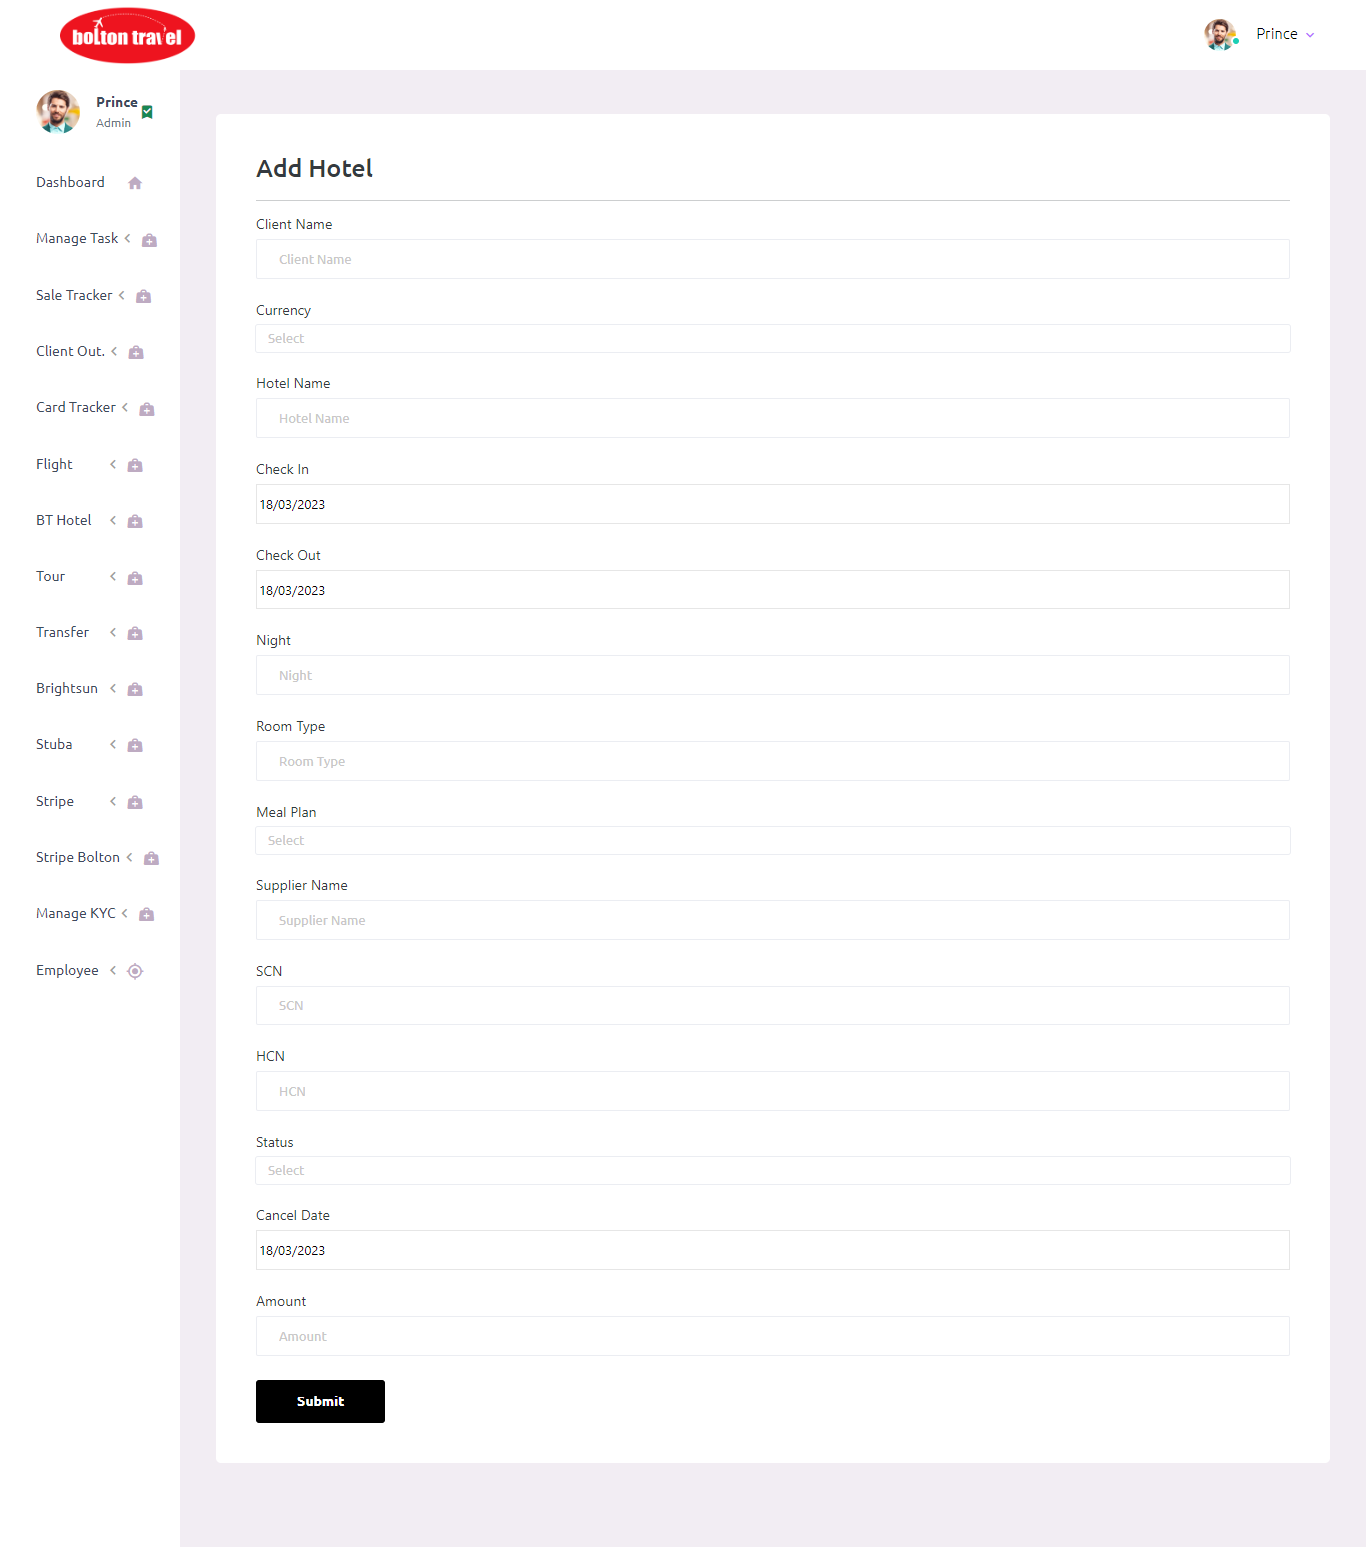 bolton travel
Prince
Prince
Admin
Dashboard
Manage Task
Sale Tracker
Client Out.
Card Tracker
Flight
BT Hotel
Tour
Transfer
Brightsun
Stuba
Stripe
Stripe Bolton
Manage KYC
Employee
Add Hotel
Client Name
Client Name
Currency
Select
Hotel Name
Hotel Name
Check In
18/03/2023
Check Out
18/03/2023
Night
Night
Room Type
Room Type
Meal Plan
Select
Supplier Name
Supplier Name
SCN
SCN
HCN
HCN
Status
Select
Cancel Date
18/03/2023
Amount
Amount
Submit